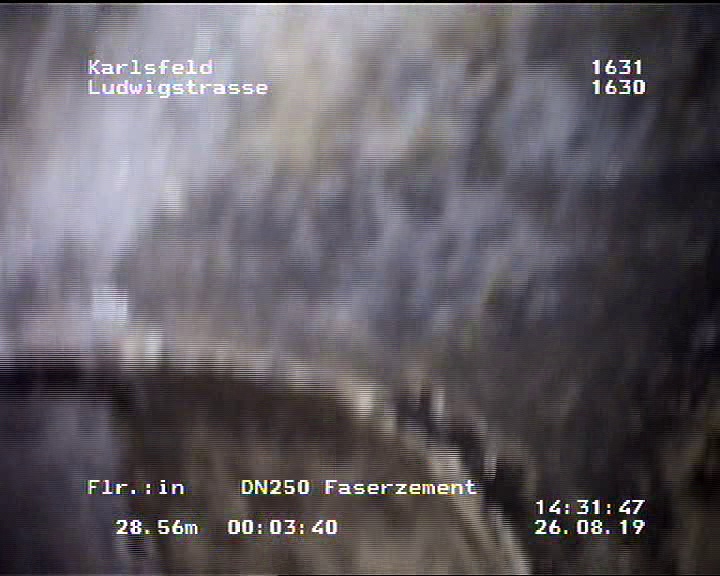 Karlsfeld 1631
Ludwigstrasse 1630
Flr.:in DN250 Faserzement
14:31:47
28.56m 00:03:40 26.08.19